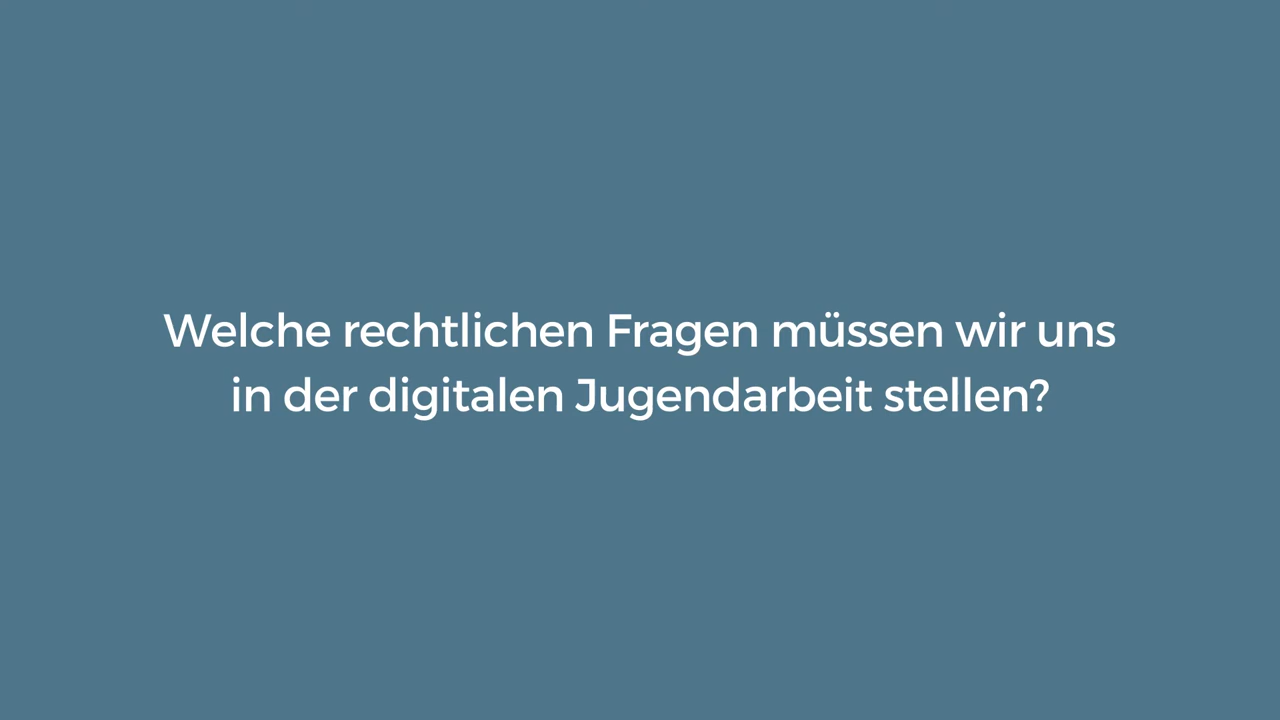 Welche rechtlichen Fragen müssen wir uns
in der digitalen Jugendarbeit stellen?